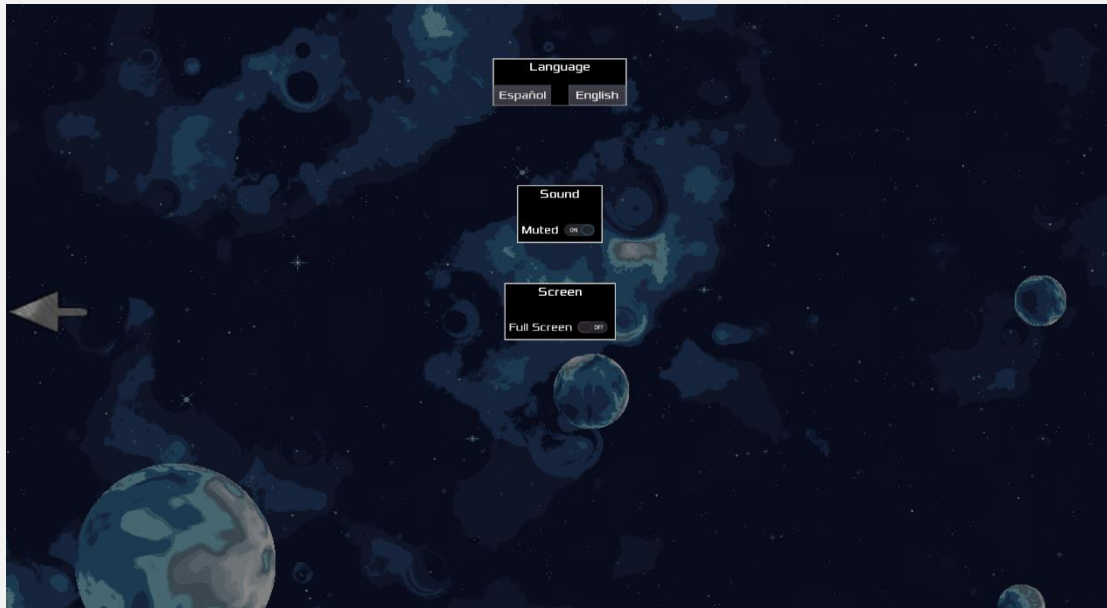 Language
Español English
Sound
Muted ON
Screen
Full Screen OFF